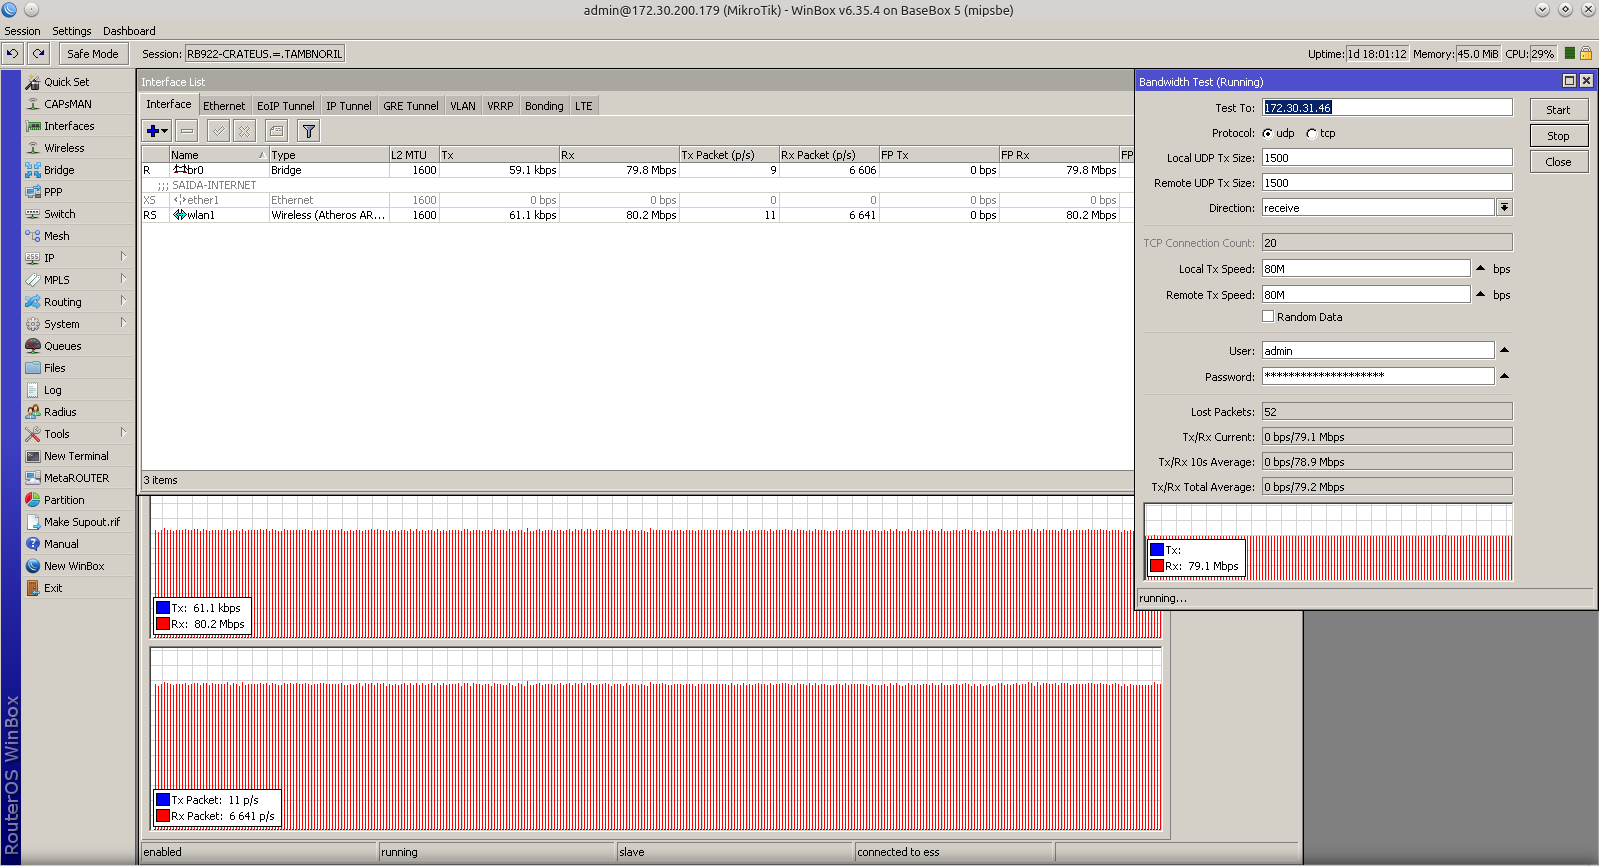 admin@172.30.200.179 (MikroTik) - WinBox v6.35.4 on BaseBox 5 (mipsbe)
Session Settings Dashboard
Safe Mode Session: RB922-CRATEUS.=.TAMBNORIL Uptime: 1d 18:01:12 Memory: 45.0 MiB CPU: 29%
RouterOS WinBox
Quick Set
CAPsMAN
Interfaces
Wireless
Bridge
PPP
Switch
Mesh
IP
MPLS
Routing
System
Queues
Files
Log
Radius
Tools
New Terminal
MetaROUTER
Partition
Make Supout.rif
Manual
New WinBox
Exit
Interface List
Interface Ethernet EoIP Tunnel IP Tunnel GRE Tunnel VLAN VRRP Bonding LTE
Name Type L2 MTU Tx Rx Tx Packet (p/s) Rx Packet (p/s) FP Tx FP Rx FP
R br0 Bridge 1600 59.1 kbps 79.8 Mbps 9 6 606 0 bps 79.8 Mbps
;;; SAIDA-INTERNET
XS ether1 Ethernet 1600 0 bps 0 bps 0 0 0 bps 0 bps
RS wlan1 Wireless (Atheros AR... 1600 61.1 kbps 80.2 Mbps 11 6 641 0 bps 80.2 Mbps
3 items
Tx: 61.1 kbps
Rx: 80.2 Mbps
Tx Packet: 11 p/s
Rx Packet: 6 641 p/s
enabled running slave connected to ess
Bandwidth Test (Running)
Test To: 172.30.31.46
Protocol: udp tcp
Local UDP Tx Size: 1500
Remote UDP Tx Size: 1500
Direction: receive
TCP Connection Count: 20
Local Tx Speed: 80M bps
Remote Tx Speed: 80M bps
Random Data
User: admin
Password: ********************
Lost Packets: 52
Tx/Rx Current: 0 bps/79.1 Mbps
Tx/Rx 10s Average: 0 bps/78.9 Mbps
Tx/Rx Total Average: 0 bps/79.2 Mbps
Tx:
Rx: 79.1 Mbps
running...
Start
Stop
Close